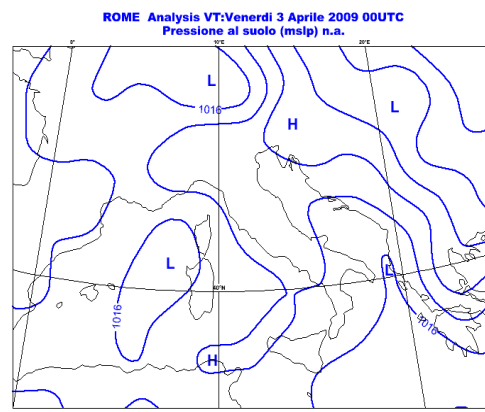 ROME Analysis VT:Venerdi 3 Aprile 2009 00UTC
Pressione al suolo (mslp) n.a.
0°
10°E
20°E
L
1016
L
H
L
L
40°N
1016
1016
H